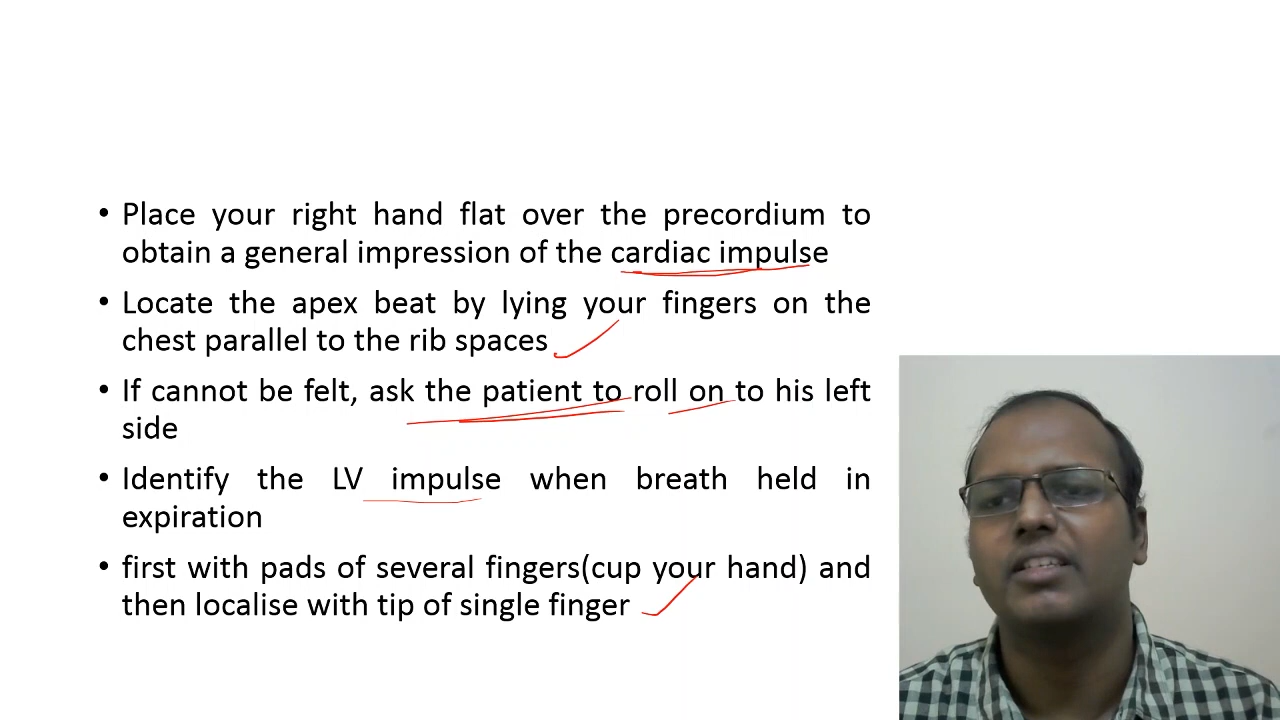 • Place your right hand flat over the precordium to
obtain a general impression of the cardiac impulse
• Locate the apex beat by lying your fingers on the
chest parallel to the rib spaces
• If cannot be felt, ask the patient to roll on to his left
side
• Identify the LV impulse when breath held in
expiration
• first with pads of several fingers(cup your hand) and
then localise with tip of single finger